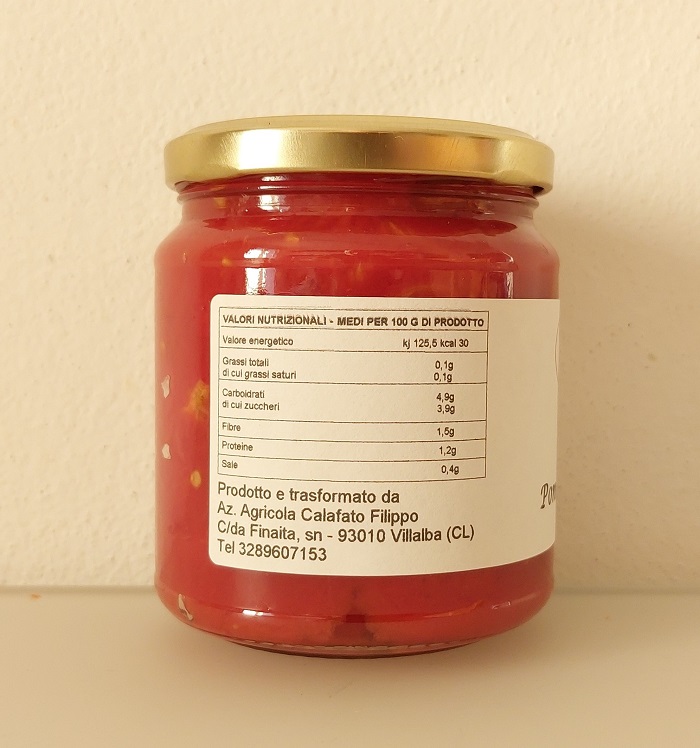 VALORI NUTRIZIONALI - MEDI PER 100 G DI PRODOTTO
Valore energetico kj 125,5 kcal 30
Grassi totali 0,1g
di cui grassi saturi 0,1g
Carboidrati 4,9g
di cui zuccheri 3,9g
Fibre 1,5g
Proteine 1,2g
Sale 0,4g
Prodotto e trasformato da
Az. Agricola Calafato Filippo
C/da Finaita, sn - 93010 Villalba (CL)
Tel 3289607153